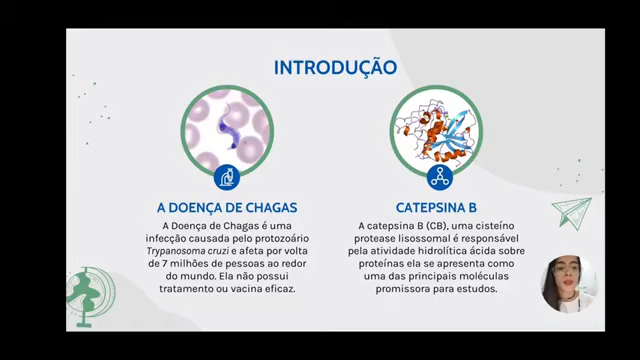 INTRODUÇÃO
A DOENÇA DE CHAGAS
A Doença de Chagas é uma
infecção causada pelo protozoário
Trypanosoma cruzi e afeta por volta
de 7 milhões de pessoas ao redor
do mundo. Ela não possui
tratamento ou vacina eficaz.
CATEPSINA B
A catepsina B (CB), uma cisteíno
protease lisossomal é responsável
pela atividade hidrolítica ácida sobre
proteínas ela se apresenta como
uma das principais moléculas
promissora para estudos.